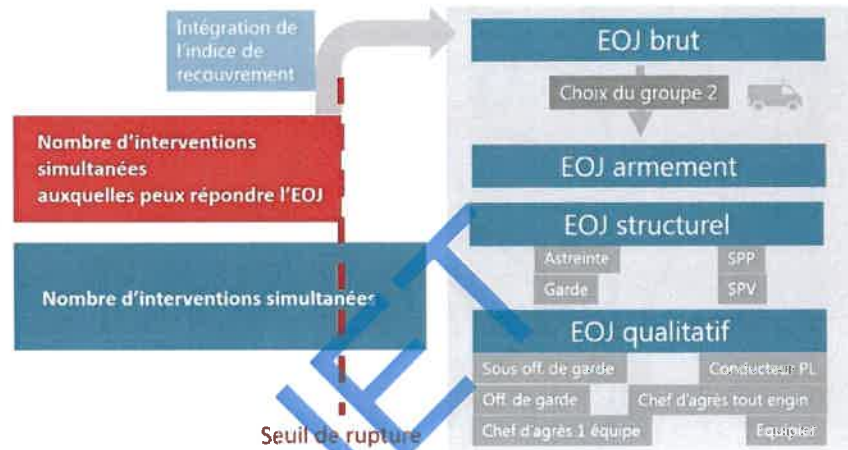 Intégration de
l'indice de
recouvrement
Nombre d'interventions
simultanées
auxquelles peux répondre l'EOJ
Nombre d'interventions simultanées
Seuil de rupture
EOJ brut
Choix du groupe 2
EOJ armement
EOJ structurel
Astreinte
SPP
Garde
SPV
EOJ qualitatif
Sous off. de garde
Conducteur PL
Off. de garde
Chef d'agrès tout engin
Chef d'agrès 1 équipe
Equipier